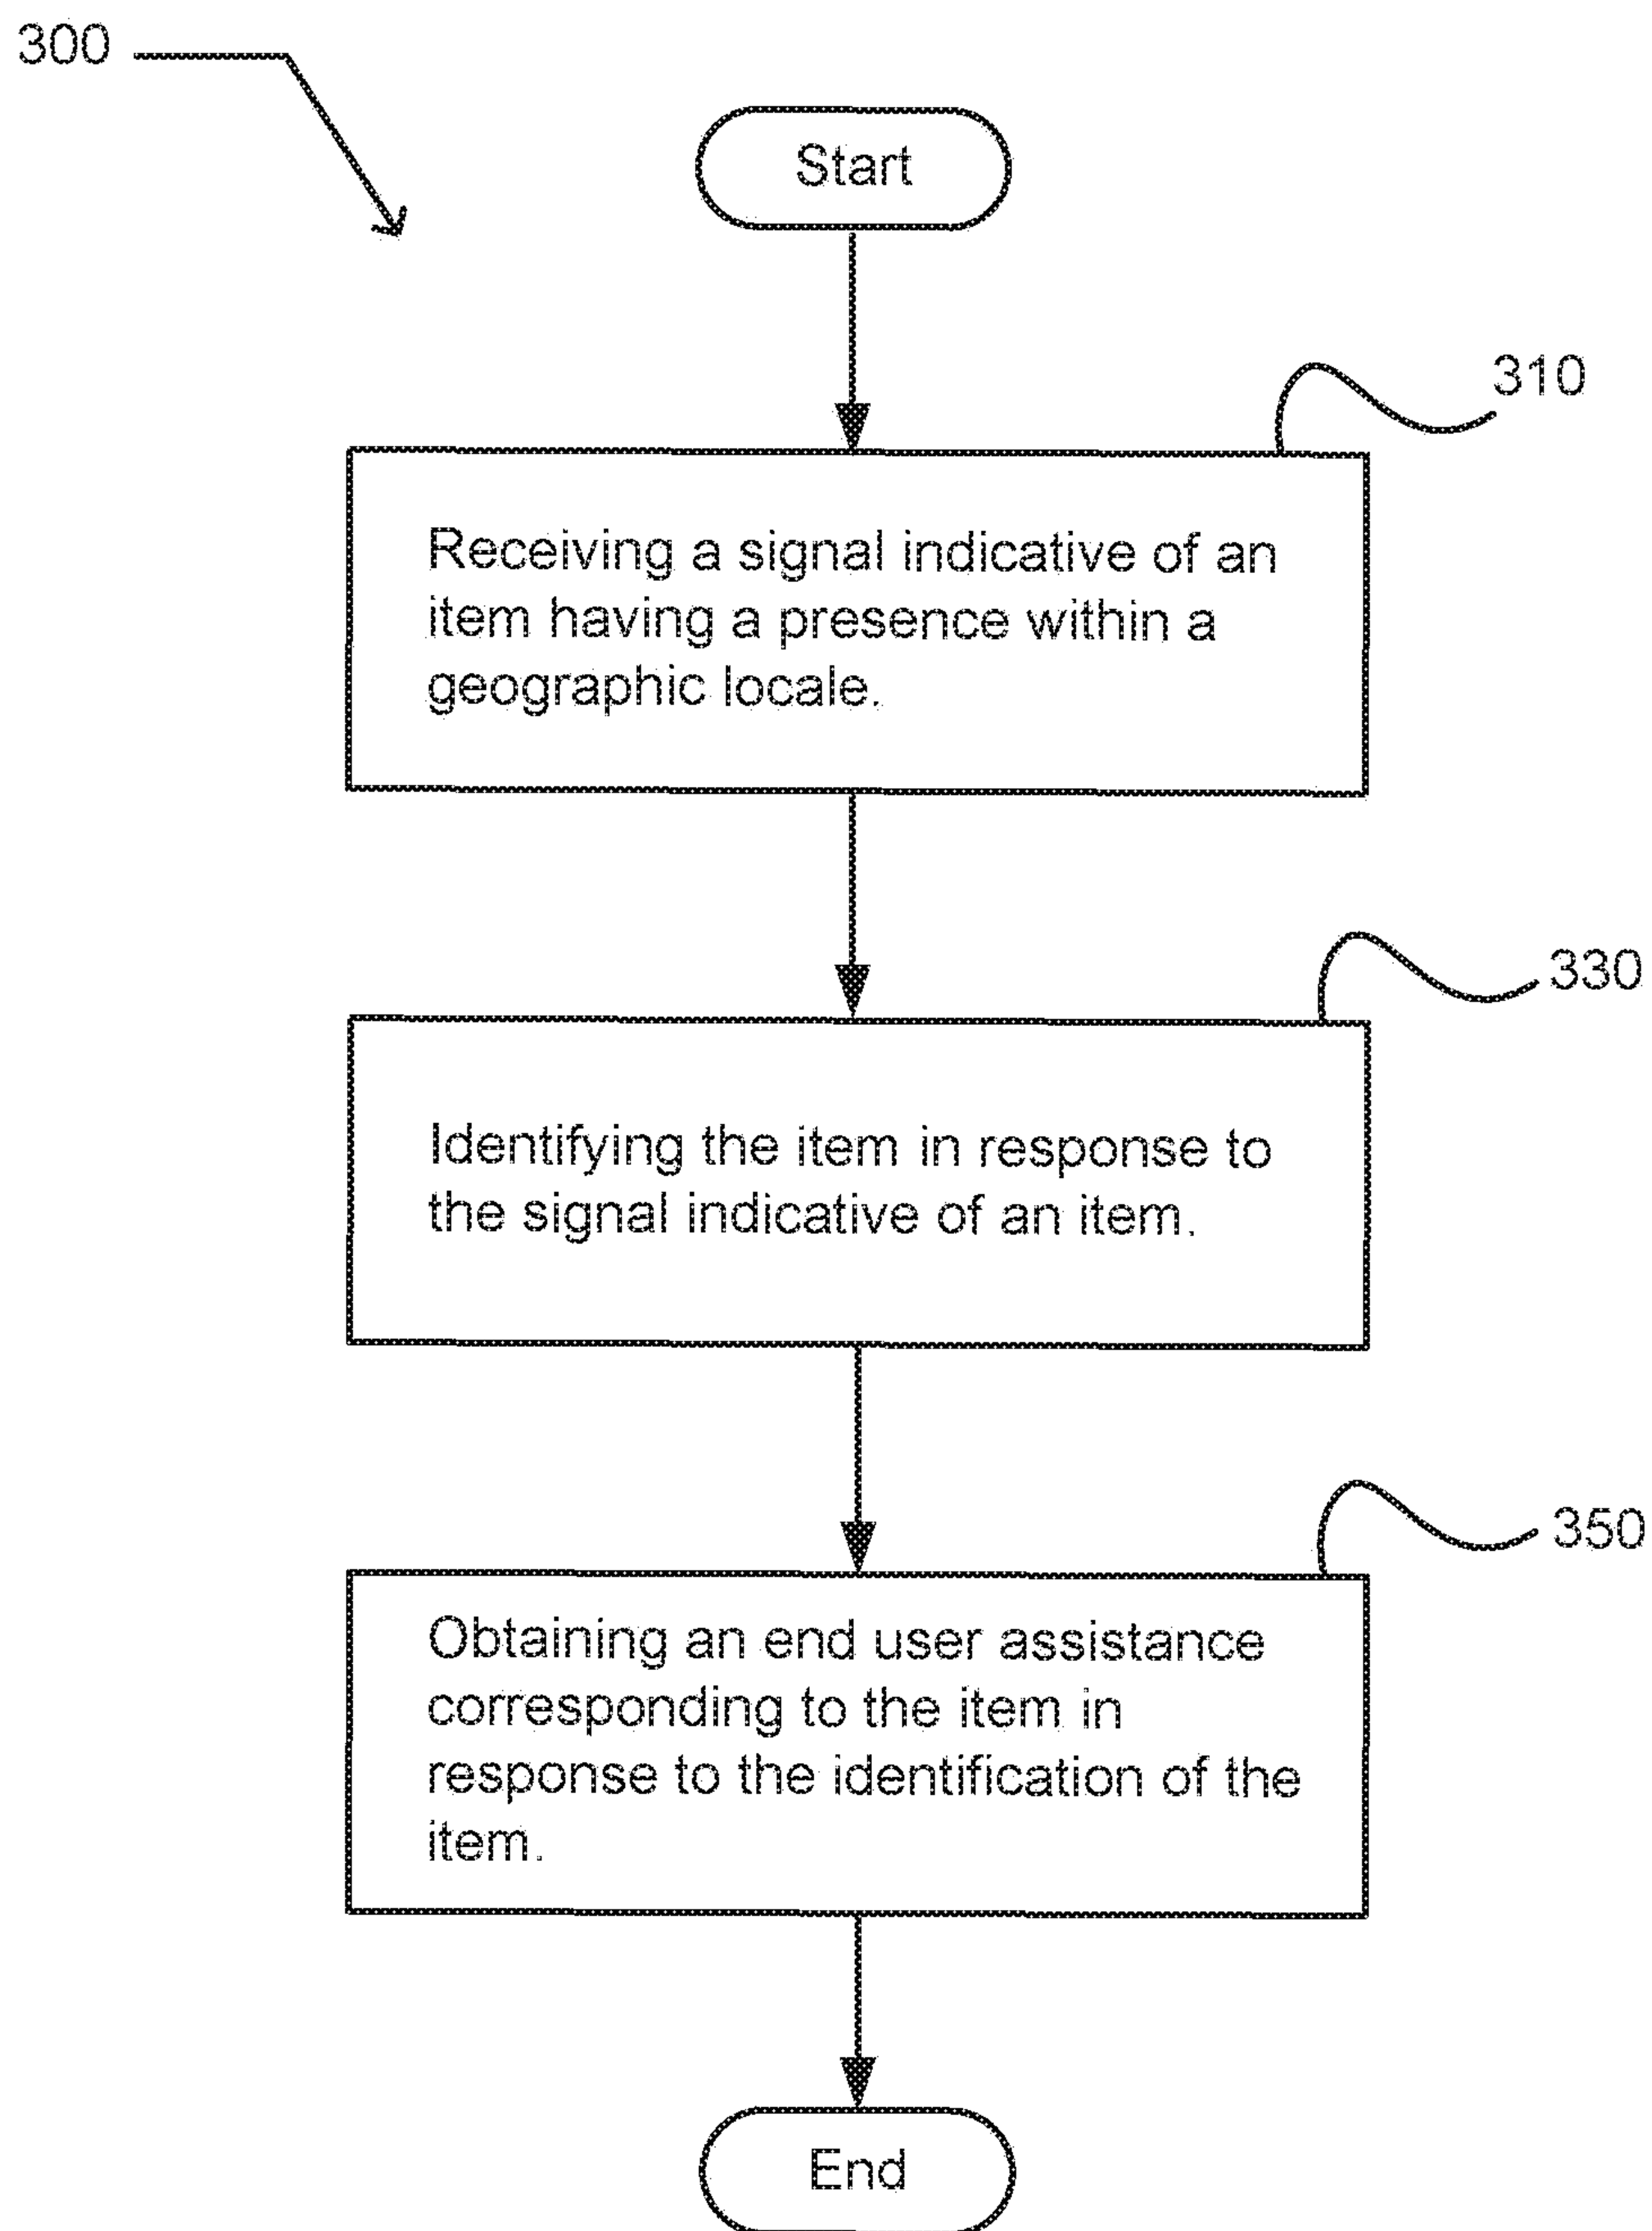 300
Start
310
Receiving a signal indicative of an
item having a presence within a
geographic locale.
330
Identifying the item in response to
the signal indicative of an item.
350
Obtaining an end user assistance
corresponding to the item in
response to the identification of the
item.
End